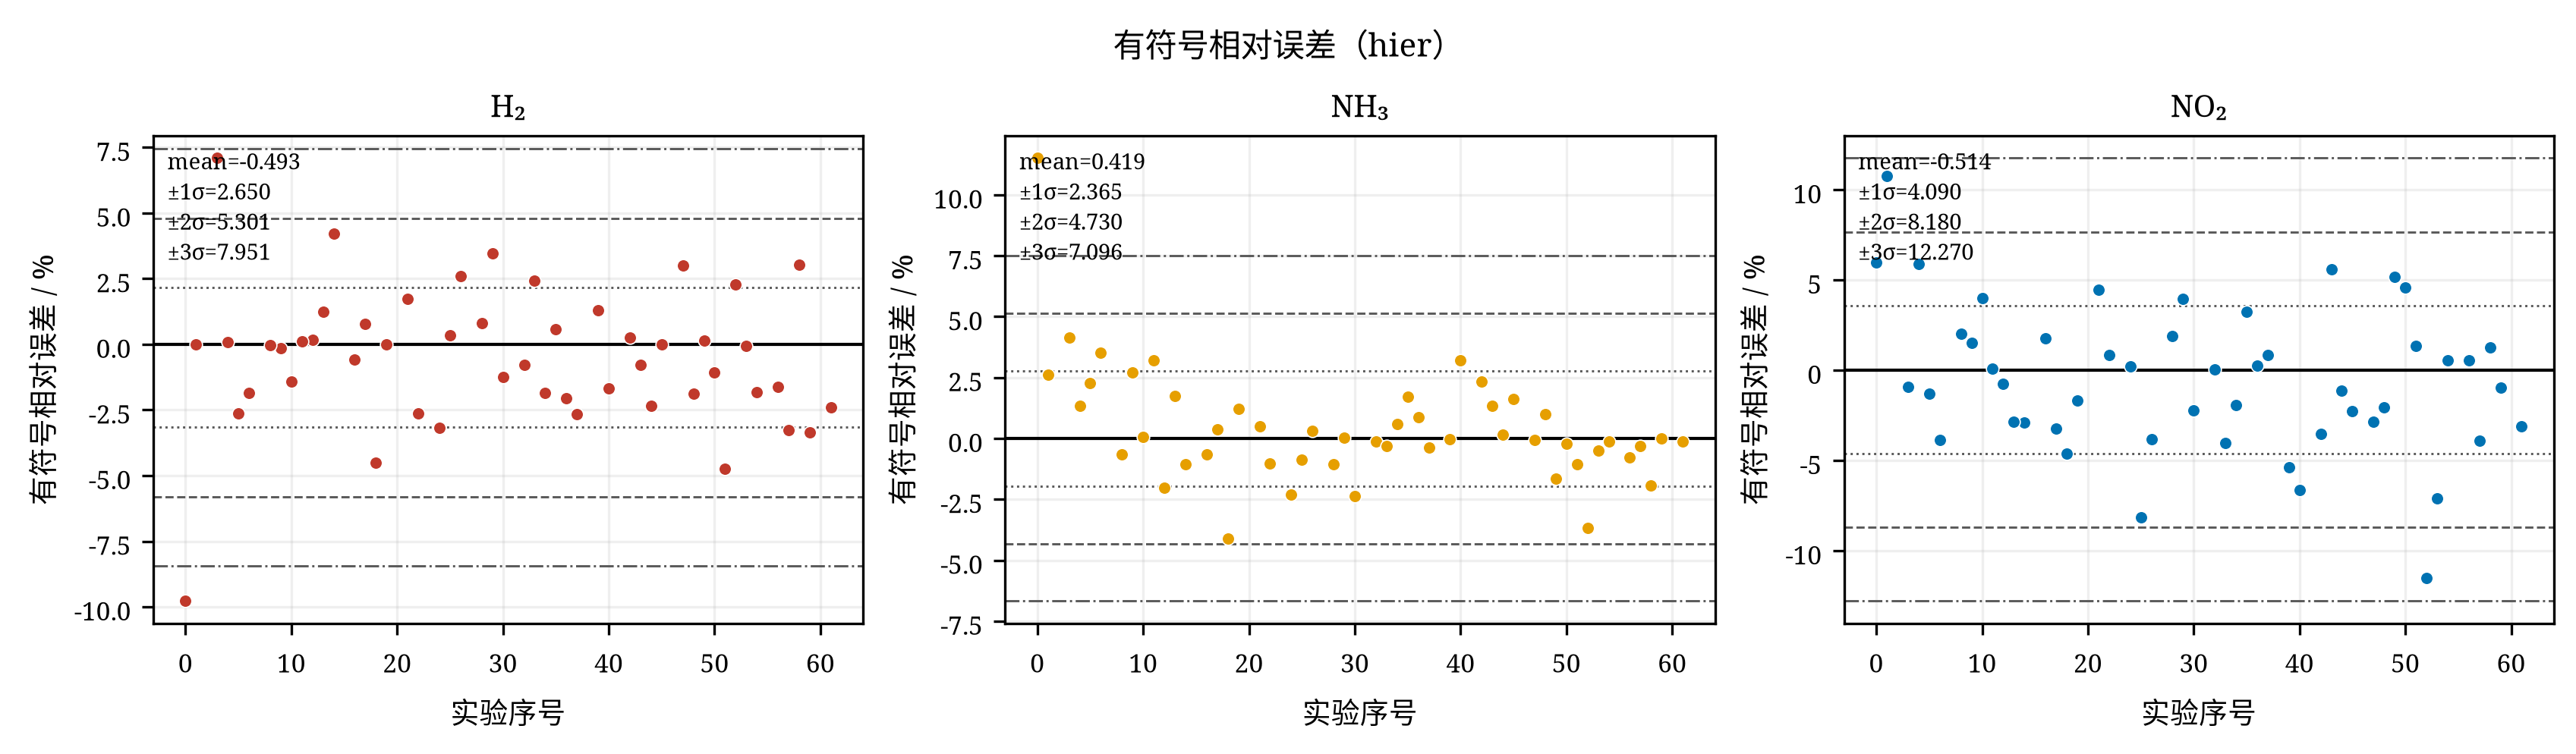 有符号相对误差（hier）
H₂
7.5
5.0
2.5
0.0
-2.5
-5.0
-7.5
-10.0
有符号相对误差 / %
mean=-0.493
±1σ=2.650
±2σ=5.301
±3σ=7.951
0 10 20 30 40 50 60
实验序号
NH₃
10.0
7.5
5.0
2.5
0.0
-2.5
-5.0
-7.5
有符号相对误差 / %
mean=0.419
±1σ=2.365
±2σ=4.730
±3σ=7.096
0 10 20 30 40 50 60
实验序号
NO₂
10
5
0
-5
-10
有符号相对误差 / %
mean=-0.514
±1σ=4.090
±2σ=8.180
±3σ=12.270
0 10 20 30 40 50 60
实验序号